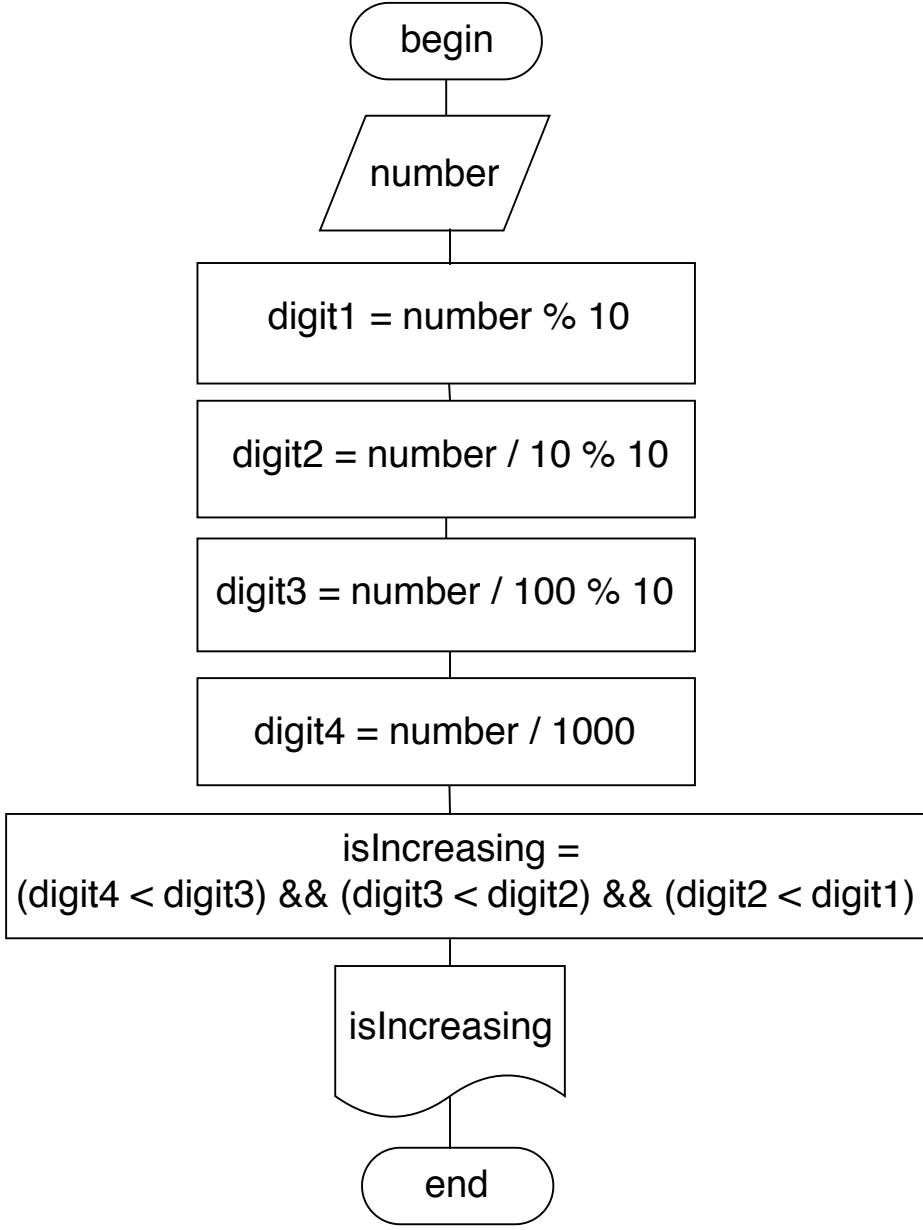 begin
number
digit1 = number % 10
digit2 = number / 10 % 10
digit3 = number / 100 % 10
digit4 = number / 1000
isIncreasing =
(digit4 < digit3) && (digit3 < digit2) && (digit2 < digit1)
isIncreasing
end